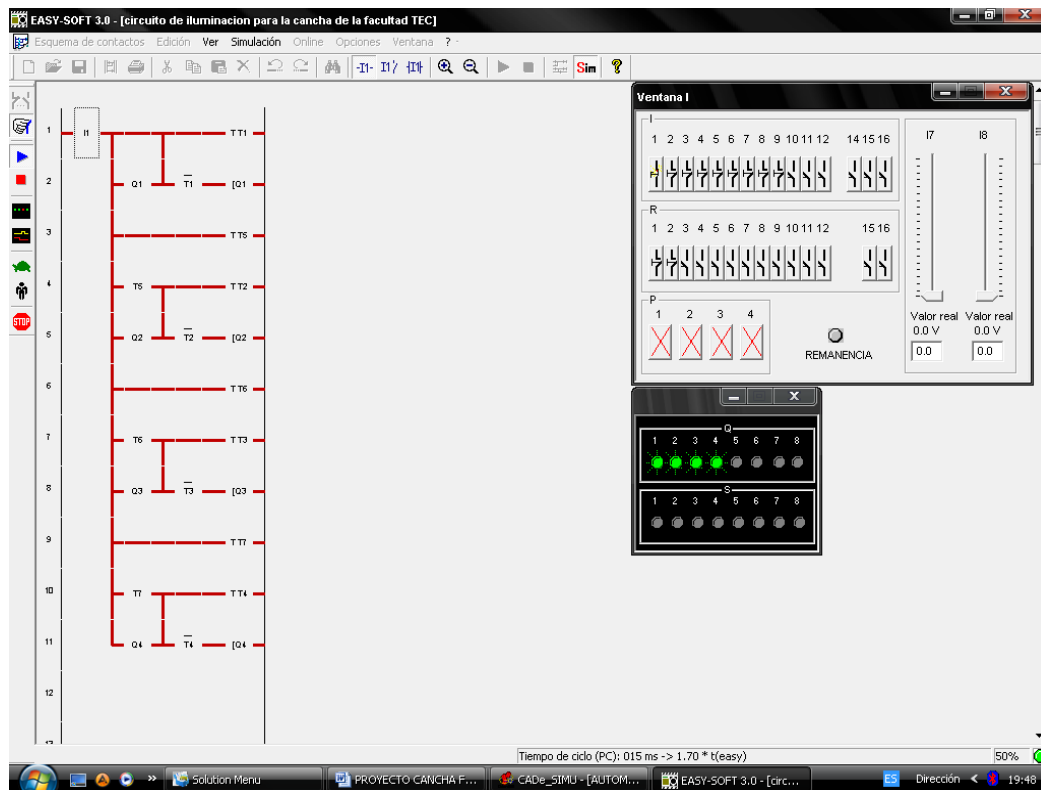 EASY-SOFT 3.0 - [circuito de iluminacion para la cancha de la facultad TEC]
Esquema de contactos Edición Ver Simulación Online Opciones Ventana ?
Sim
STOP
1 I1 TT1
2 Q1 T1 [Q1
3 TT5
4 T5 TT2
5 Q2 T2 [Q2
6 TT6
7 T6 TT3
8 Q3 T3 [Q3
9 TT7
10 T7 TT4
11 Q4 T4 [Q4
12
13
Ventana I
I
1 2 3 4 5 6 7 8 9 10 11 12 14 15 16
R
1 2 3 4 5 6 7 8 9 10 11 12 15 16
P
1 2 3 4
REMANENCIA
I7 I8
Valor real Valor real
0.0 V 0.0 V
0.0 0.0
Q
1 2 3 4 5 6 7 8
S
1 2 3 4 5 6 7 8
Tiempo de ciclo (PC): 015 ms -> 1.70 * t(easy)
50%
Solution Menu
PROYECTO CANCHA F...
CADe_SIMU - [AUTOM...
EASY-SOFT 3.0 - [circ...
ES
Dirección
19:48